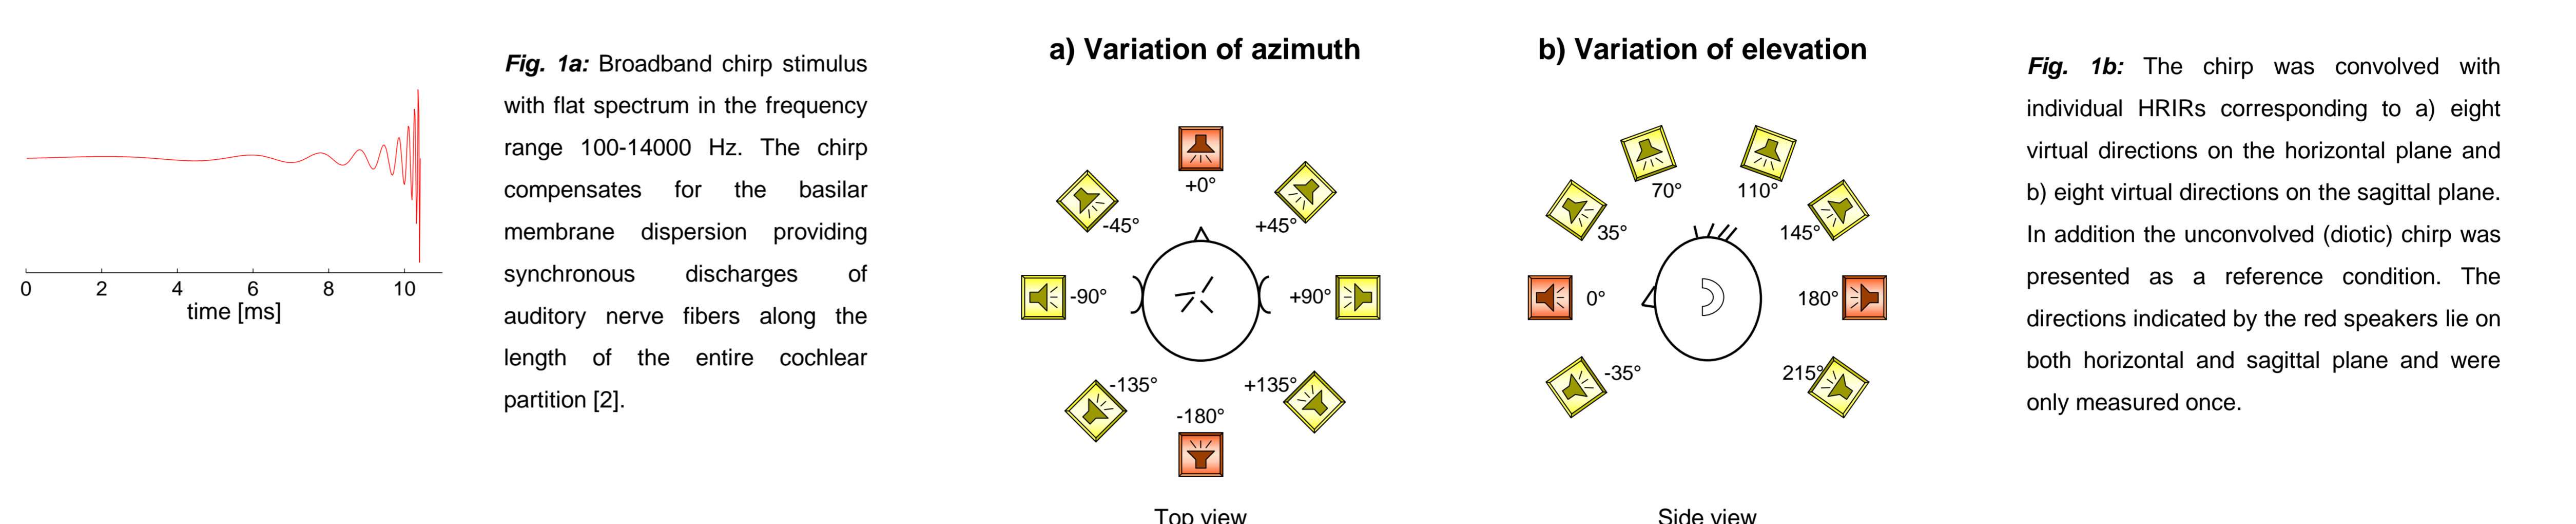 0 2 4 6 8 10
time [ms]
Fig. 1a: Broadband chirp stimulus
with flat spectrum in the frequency
range 100-14000 Hz. The chirp
compensates for the basilar
membrane dispersion providing
synchronous discharges of
auditory nerve fibers along the
length of the entire cochlear
partition [2].
a) Variation of azimuth
+0°
-45° +45°
-90° +90°
-135° +135°
-180°
Top view
b) Variation of elevation
70° 110°
35° 145°
0° 180°
-35° 215°
Side view
Fig. 1b: The chirp was convolved with
individual HRIRs corresponding to a) eight
virtual directions on the horizontal plane and
b) eight virtual directions on the sagittal plane.
In addition the unconvolved (diotic) chirp was
presented as a reference condition. The
directions indicated by the red speakers lie on
both horizontal and sagittal plane and were
only measured once.